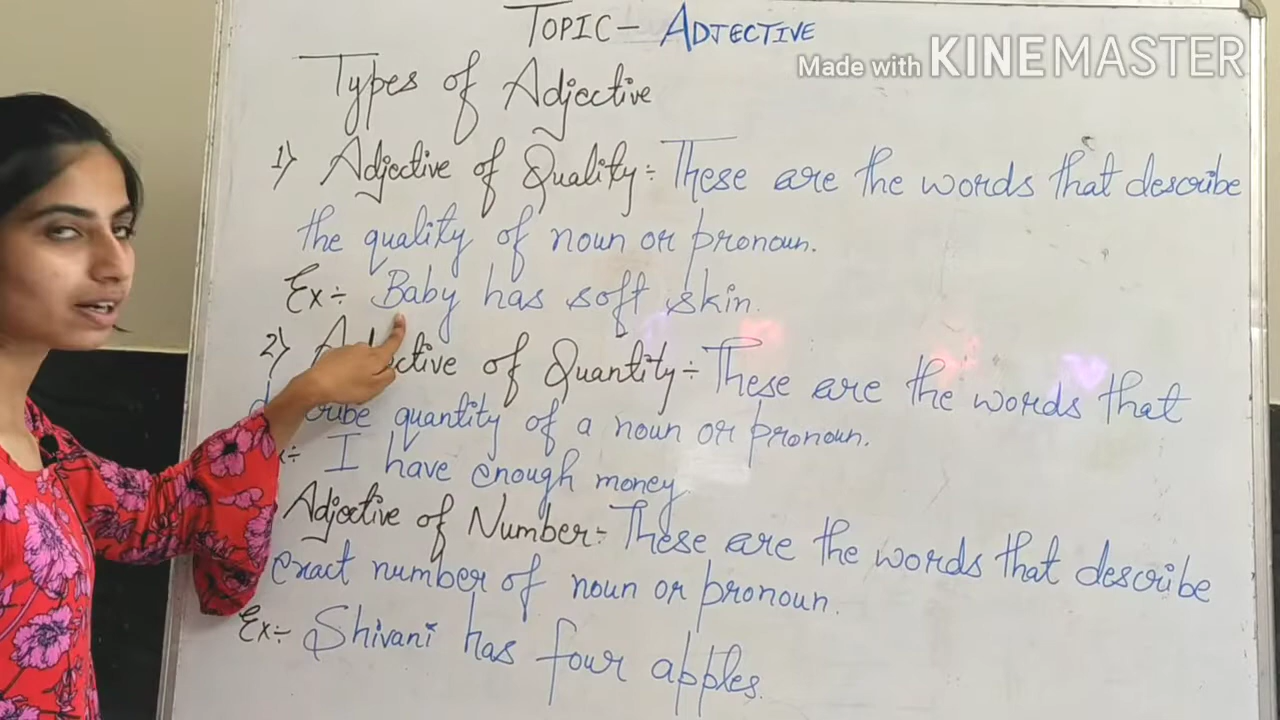 TOPIC- ADJECTIVE
Made with KINEMASTER
Types of Adjective
1) Adjective of Quality÷ These are the words that describe
the quality of noun or pronoun.
Ex÷ Baby has soft skin.
2) Adjective of Quantity÷ These are the words that
describe quantity of a noun or pronoun.
÷ I have enough money
Adjective of Number÷ These are the words that describe
exact number of noun or pronoun.
Ex÷ Shivani has four apples.